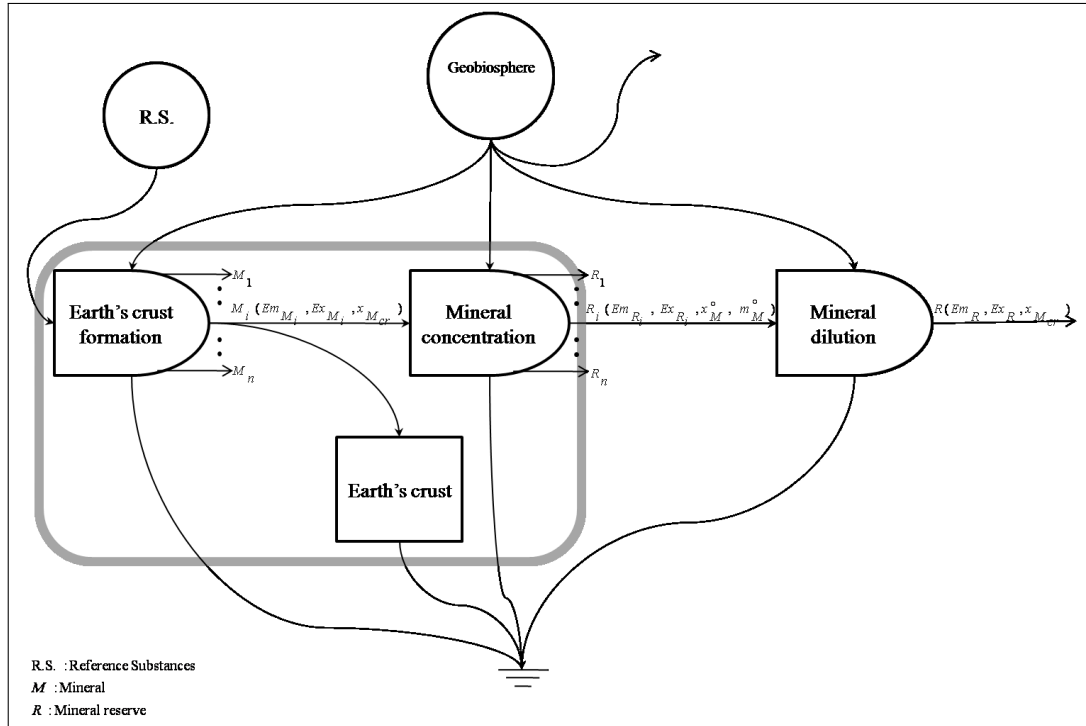 Geobiosphere
R.S.
M1
R1
Earth's crust
formation
Mi (EmMi, ExMi, xMcr)
Mineral
concentration
Ri (EmRi, ExRi, x°M, m°M)
Mineral
dilution
R(EmR, ExR, xMcr)
Mn
Rn
Earth's crust
R.S. : Reference Substances
M : Mineral
R : Mineral reserve